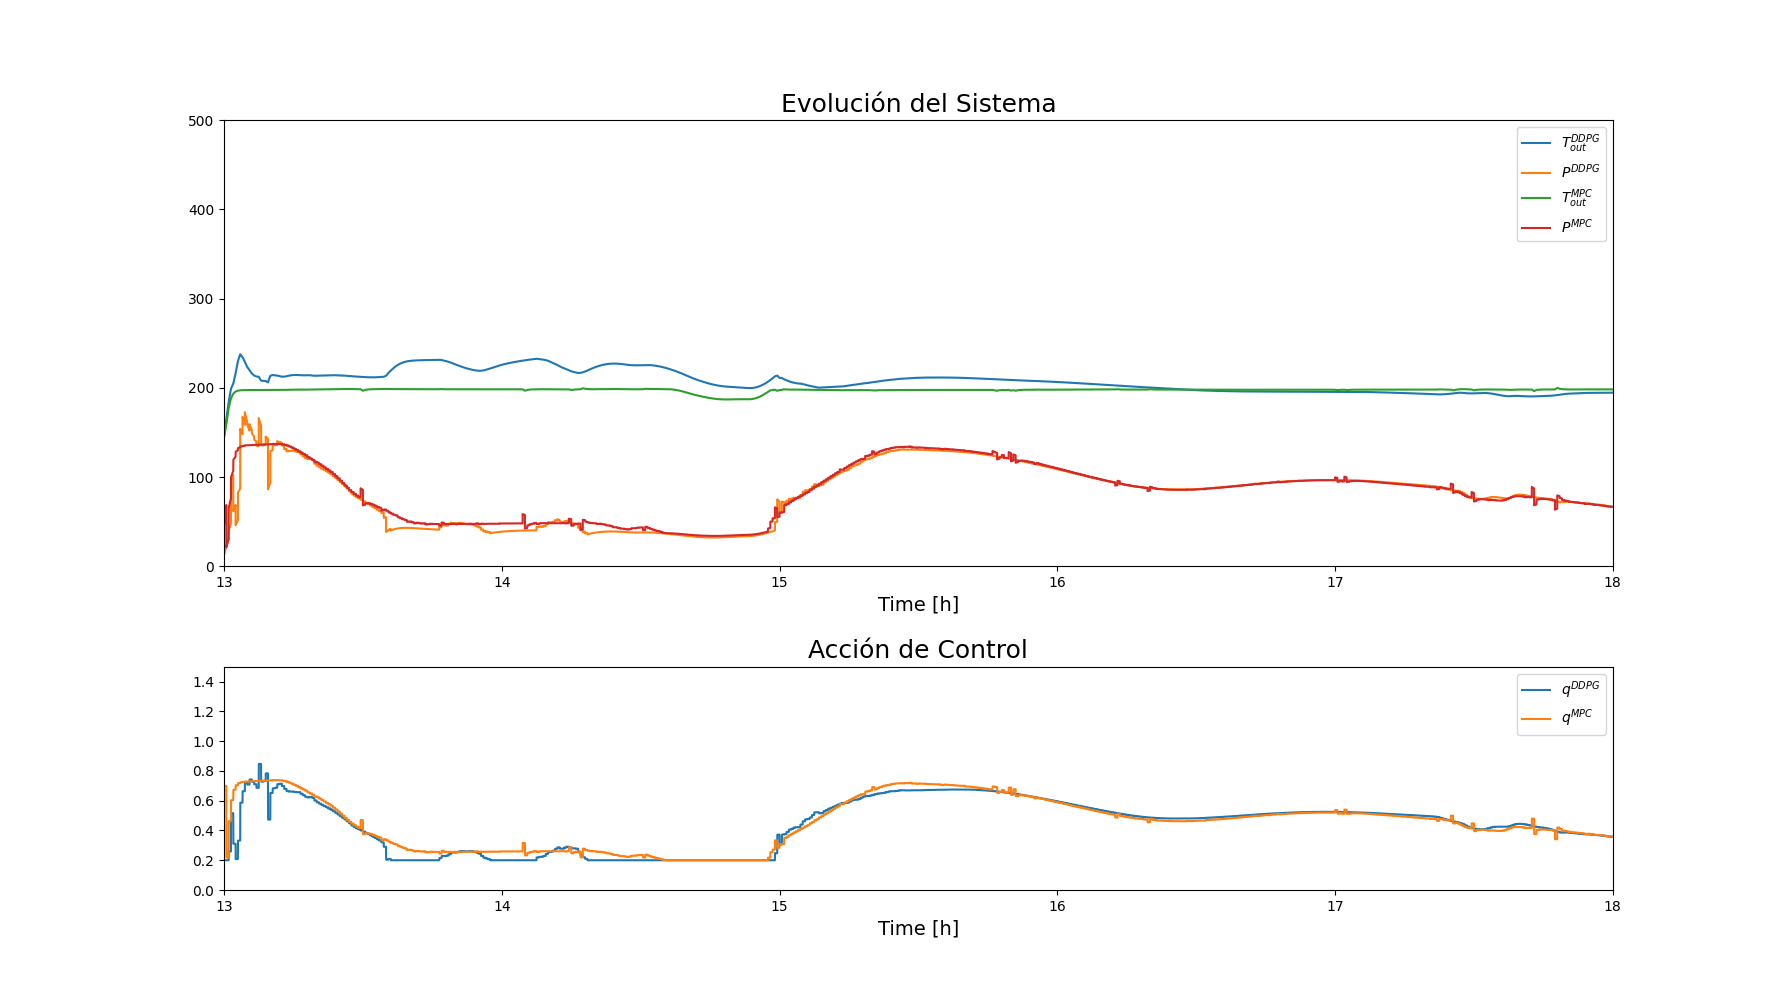 Evolución del Sistema
500
400
300
200
100
0
T_out^DDPG
P^DDPG
T_out^MPC
P^MPC
13 14 15 16 17 18
Time [h]
Acción de Control
1.4
1.2
1.0
0.8
0.6
0.4
0.2
0.0
q^DDPG
q^MPC
13 14 15 16 17 18
Time [h]